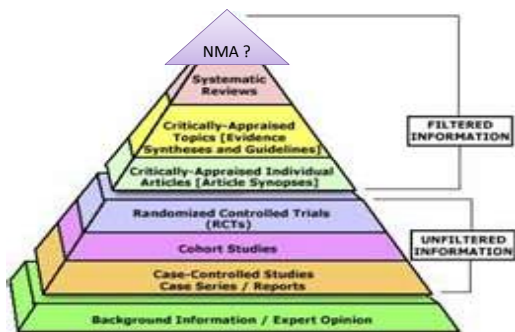 NMA ?
Systematic
Reviews
Critically-Appraised
Topics [Evidence
Syntheses and Guidelines]
Critically-Appraised Individual
Articles [Article Synopses]
FILTERED
INFORMATION
Randomized Controlled Trials
(RCTs)
Cohort Studies
Case-Controlled Studies
Case Series / Reports
UNFILTERED
INFORMATION
Background Information / Expert Opinion